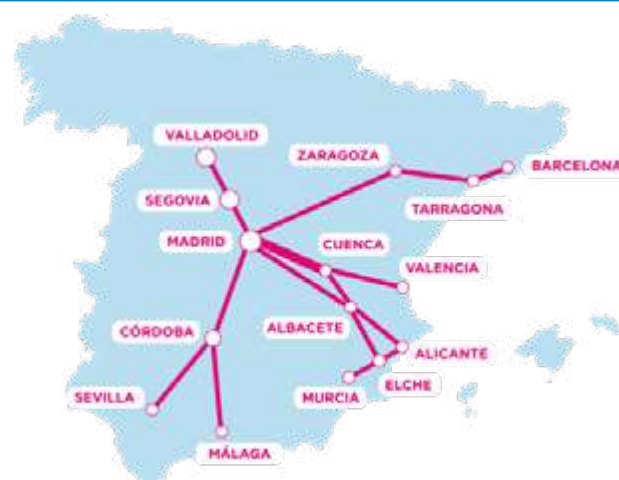 VALLADOLID
ZARAGOZA
BARCELONA
SEGOVIA
TARRAGONA
MADRID
CUENCA
VALENCIA
CÓRDOBA
ALBACETE
ALICANTE
SEVILLA
MURCIA
ELCHE
MÁLAGA